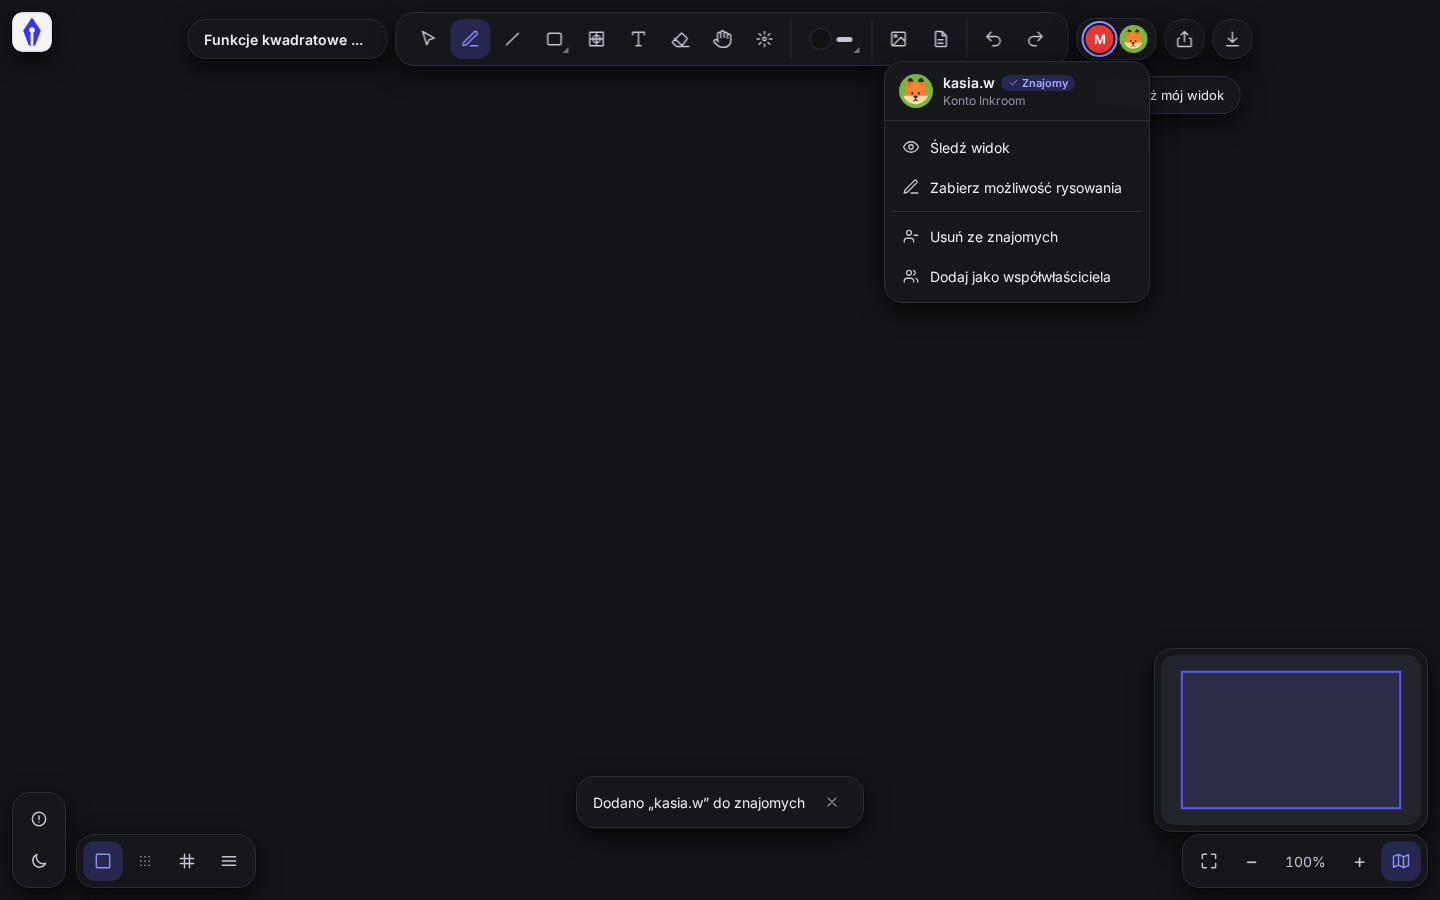 Funkcje kwadratowe ...
M
kasia.w
Znajomy
Konto Inkroom
ż mój widok
Śledź widok
Zabierz możliwość rysowania
Usuń ze znajomych
Dodaj jako współwłaściciela
Dodano „kasia.w” do znajomych
100%